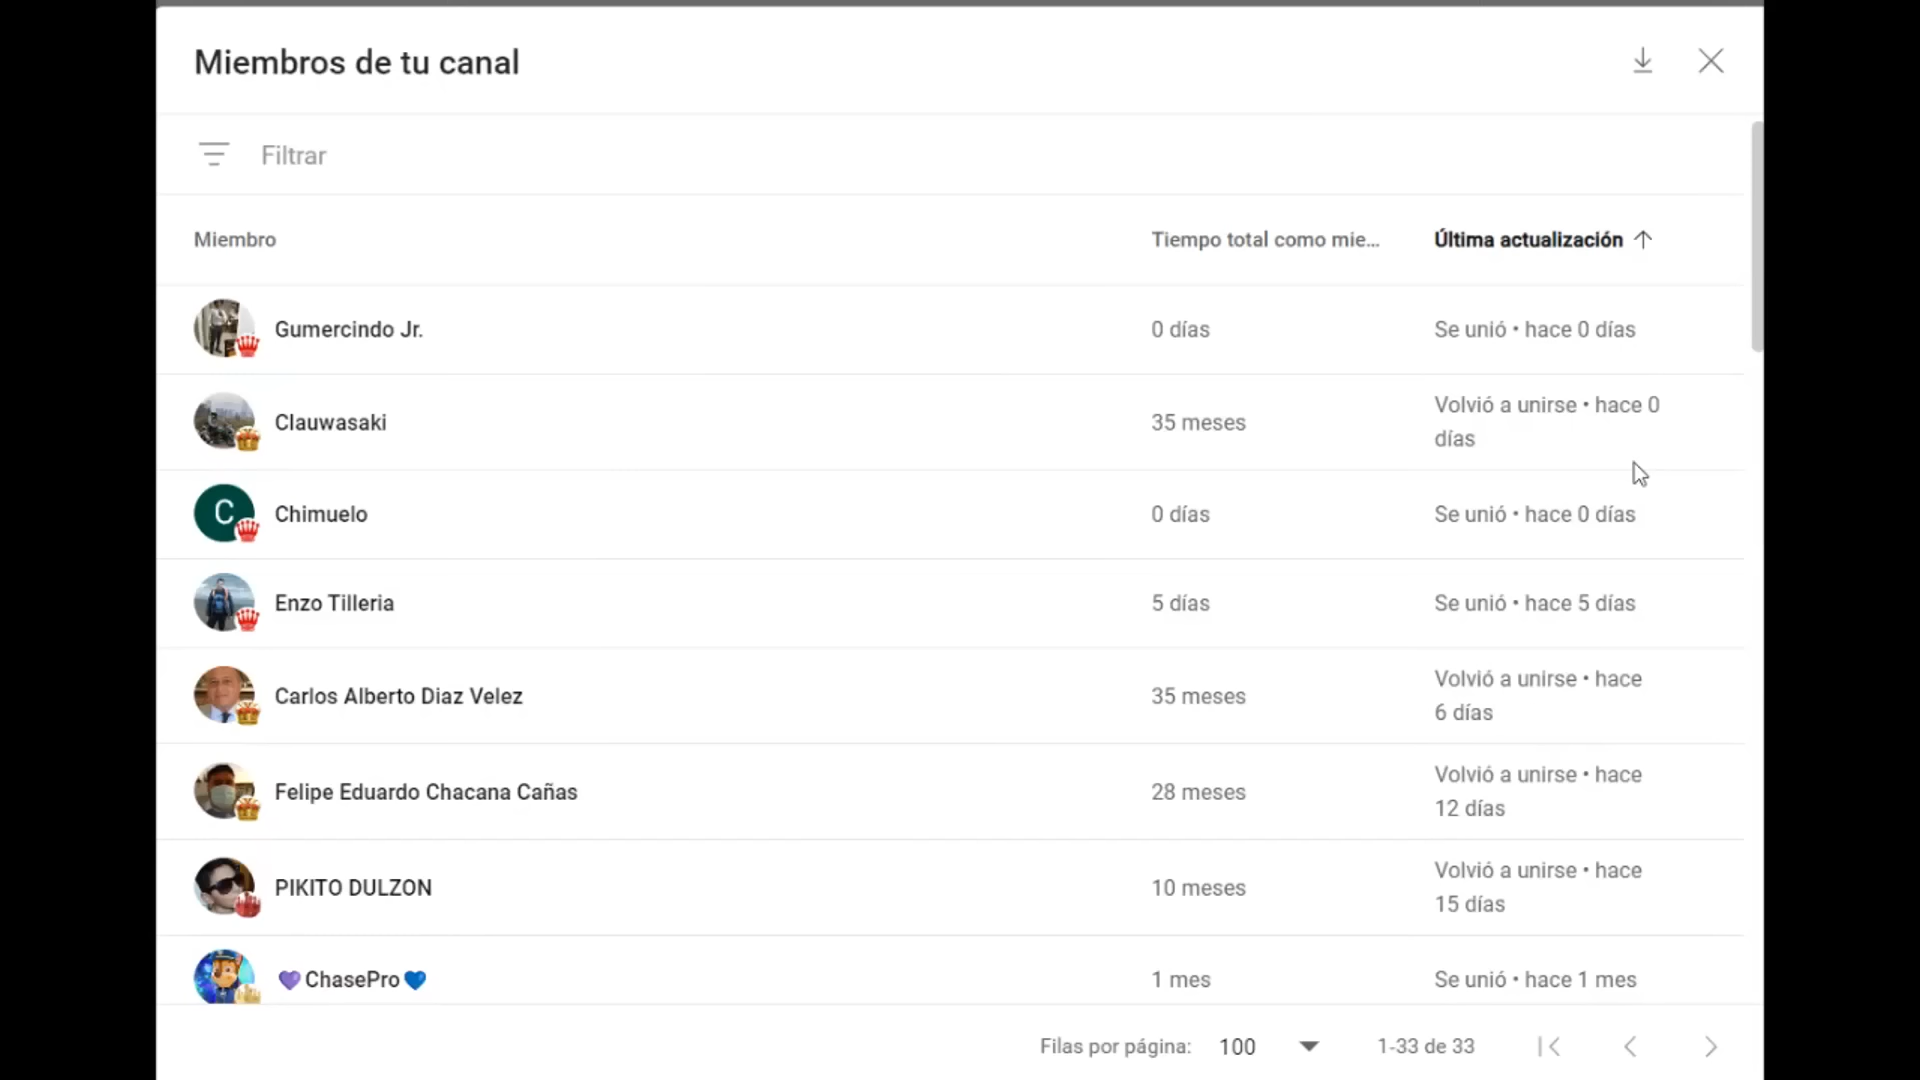 Miembros de tu canal
Filtrar
Miembro
Tiempo total como mie...
Última actualización
Gumercindo Jr.
0 días
Se unió • hace 0 días
Clauwasaki
35 meses
Volvió a unirse • hace 0
días
C
Chimuelo
0 días
Se unió • hace 0 días
Enzo Tilleria
5 días
Se unió • hace 5 días
Carlos Alberto Diaz Velez
35 meses
Volvió a unirse • hace
6 días
Felipe Eduardo Chacana Cañas
28 meses
Volvió a unirse • hace
12 días
PIKITO DULZON
10 meses
Volvió a unirse • hace
15 días
💜ChasePro💙
1 mes
Se unió • hace 1 mes
Filas por página:
100
1-33 de 33